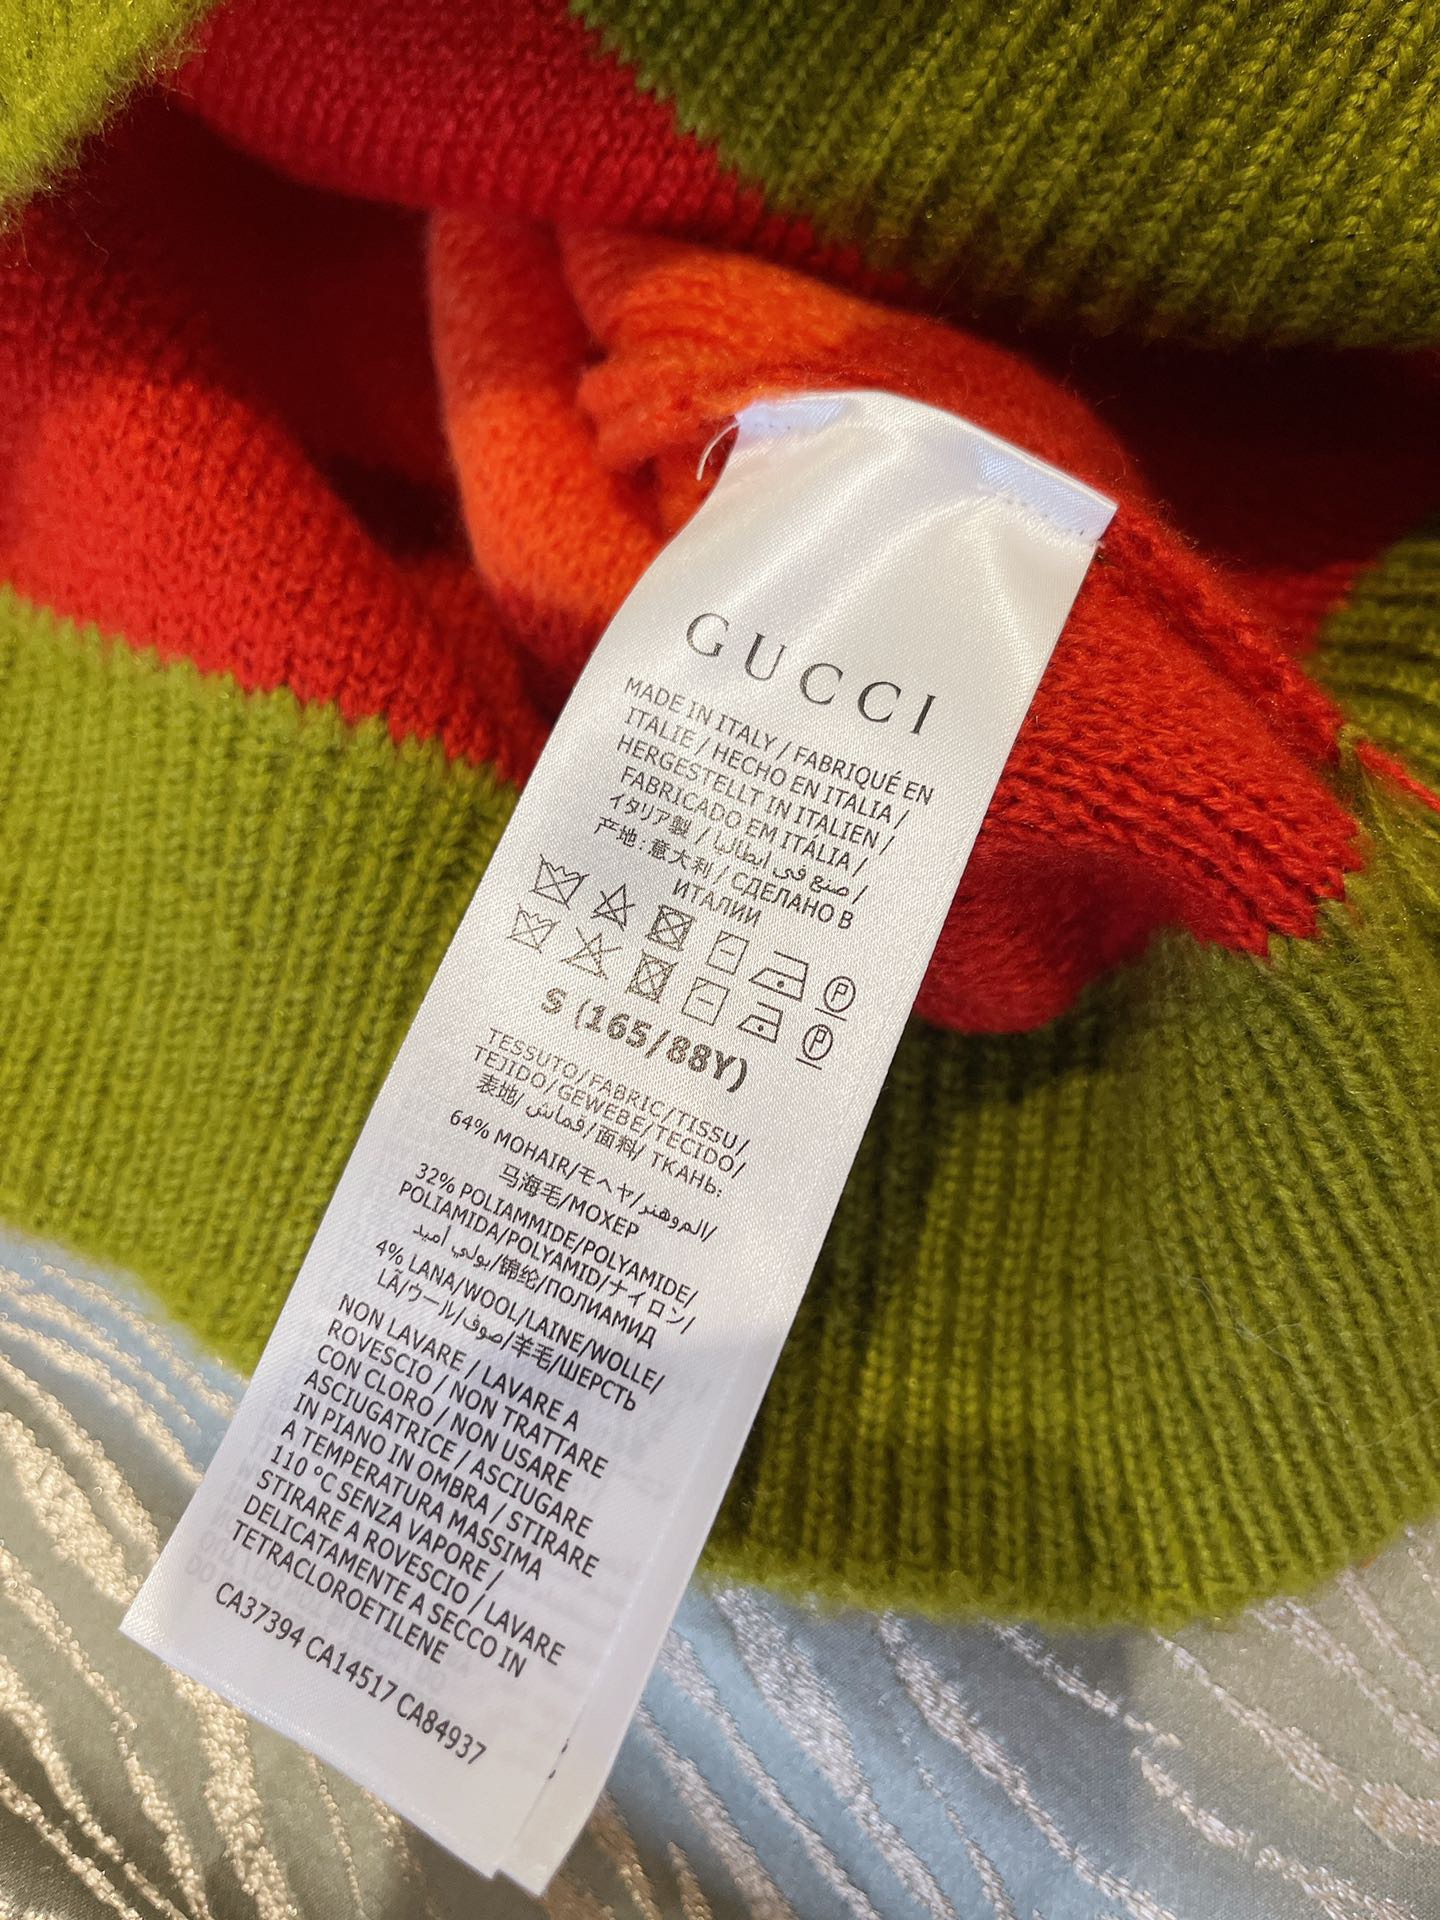 GUCCI
MADE IN ITALY / FABRIQUÉ EN
ITALIE / HECHO EN ITALIA /
HERGESTELLT IN ITALIEN /
FABRICADO EM ITÁLIA /
イタリア製 / صنع في ايطاليا /
产地:意大利 / СДЕЛАНО В
ИТАЛИИ
P
P
S (165/88Y)
TESSUTO/FABRIC/TISSU/
TEJIDO/GEWEBE/TECIDO/
表地/قماش/面料/ ТКАНЬ:
64% MOHAIR/モヘヤ/الموهير/
马海毛/МОХЕР
32% POLIAMMIDE/POLYAMIDE/
POLIAMIDA/POLYAMID/ナイロン/
بولي أميد/锦纶/ПОЛИАМИД
4% LANA/WOOL/LAINE/WOLLE/
LÃ/ウール/صوف/羊毛/ШЕРСТЬ
NON LAVARE / LAVARE A
ROVESCIO / NON TRATTARE
CON CLORO / NON USARE
ASCIUGATRICE / ASCIUGARE
IN PIANO IN OMBRA / STIRARE
A TEMPERATURA MASSIMA
110 °C SENZA VAPORE /
STIRARE A ROVESCIO / LAVARE
DELICATAMENTE A SECCO IN
TETRACLOROETILENE
CA37394 CA14517 CA84937